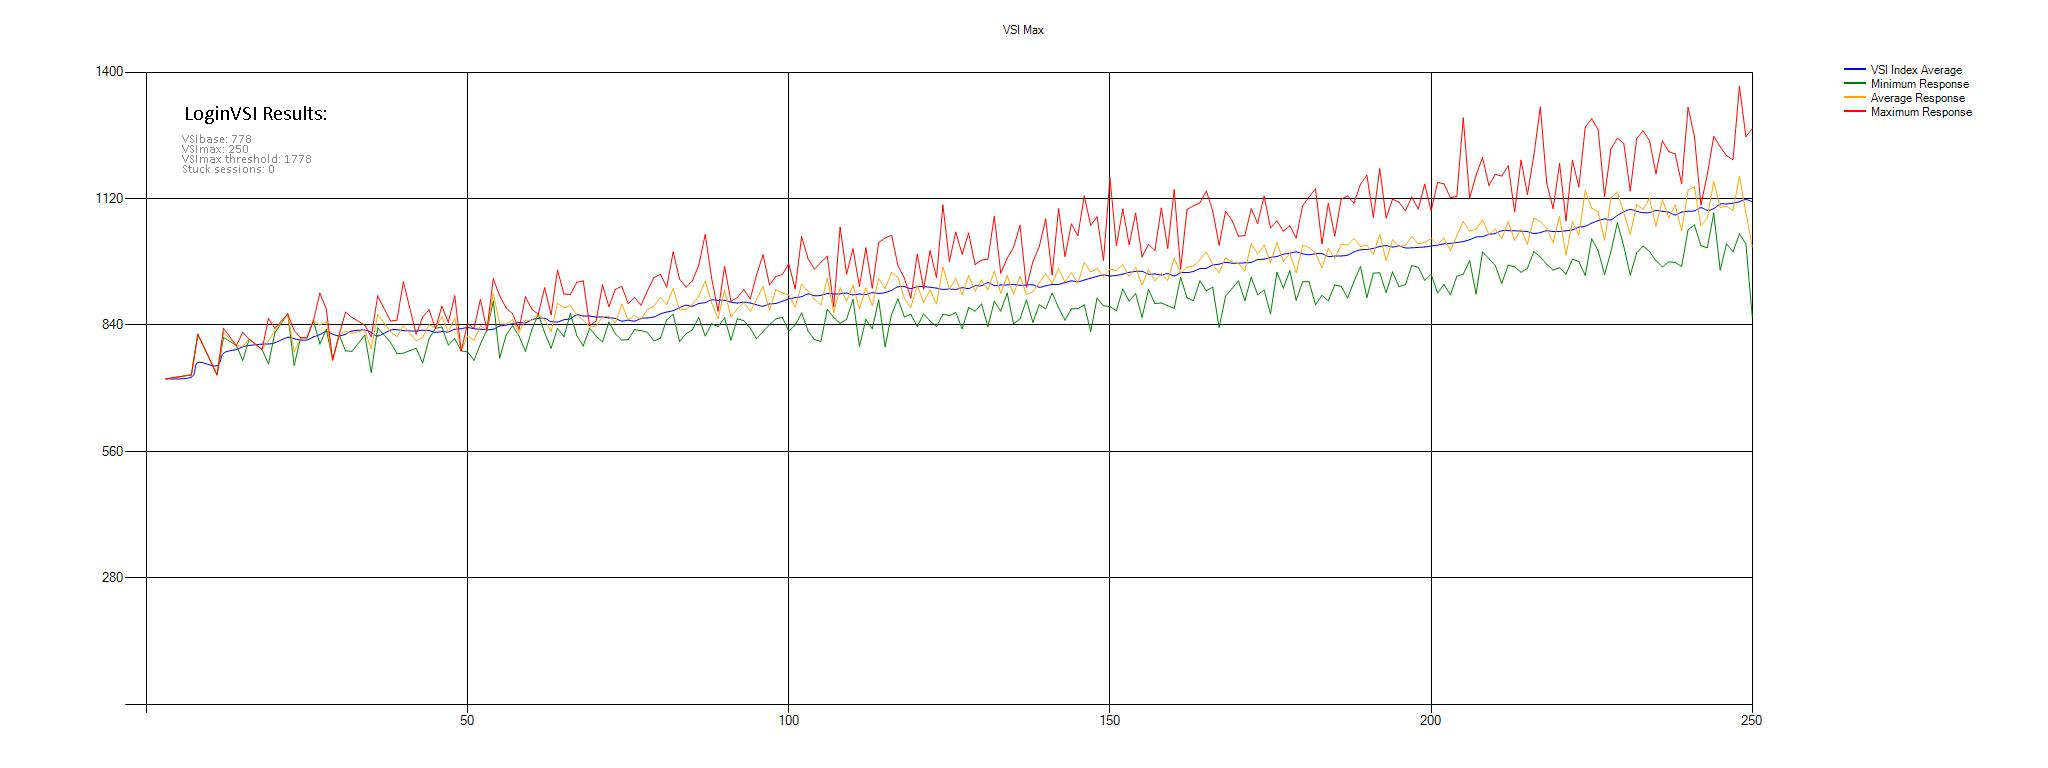 VSI Max
1400
1120
840
560
280
LoginVSI Results:
VSIbase: 778
VSImax: 250
VSImax threshold: 1778
Stuck sessions: 0
VSI Index Average
Minimum Response
Average Response
Maximum Response
50 100 150 200 250